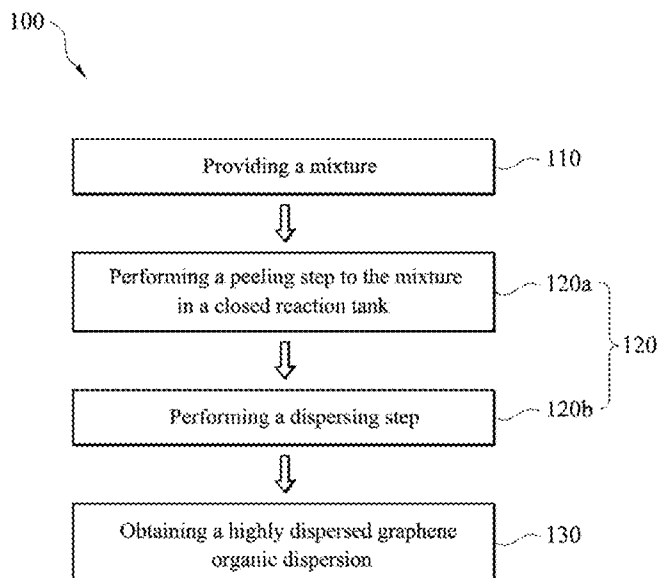 100
Providing a mixture
110
Performing a peeling step to the mixture
in a closed reaction tank
120a
120
Performing a dispersing step
120b
Obtaining a highly dispersed graphene
organic dispersion
130